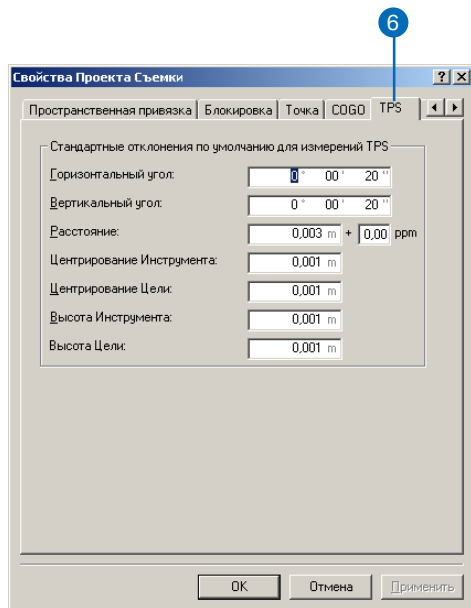 6
Свойства Проекта Съемки ? ×
Пространственная привязка Блокировка Точка COGO TPS
Стандартные отклонения по умолчанию для измерений TPS
Горизонтальный угол: 0 ° 00 ' 20 ''
Вертикальный угол: 0 ° 00 ' 20 ''
Расстояние: 0,003 m + 0,00 ppm
Центрирование Инструмента: 0,001 m
Центрирование Цели: 0,001 m
Высота Инструмента: 0,001 m
Высота Цели: 0,001 m
OK Отмена Применить